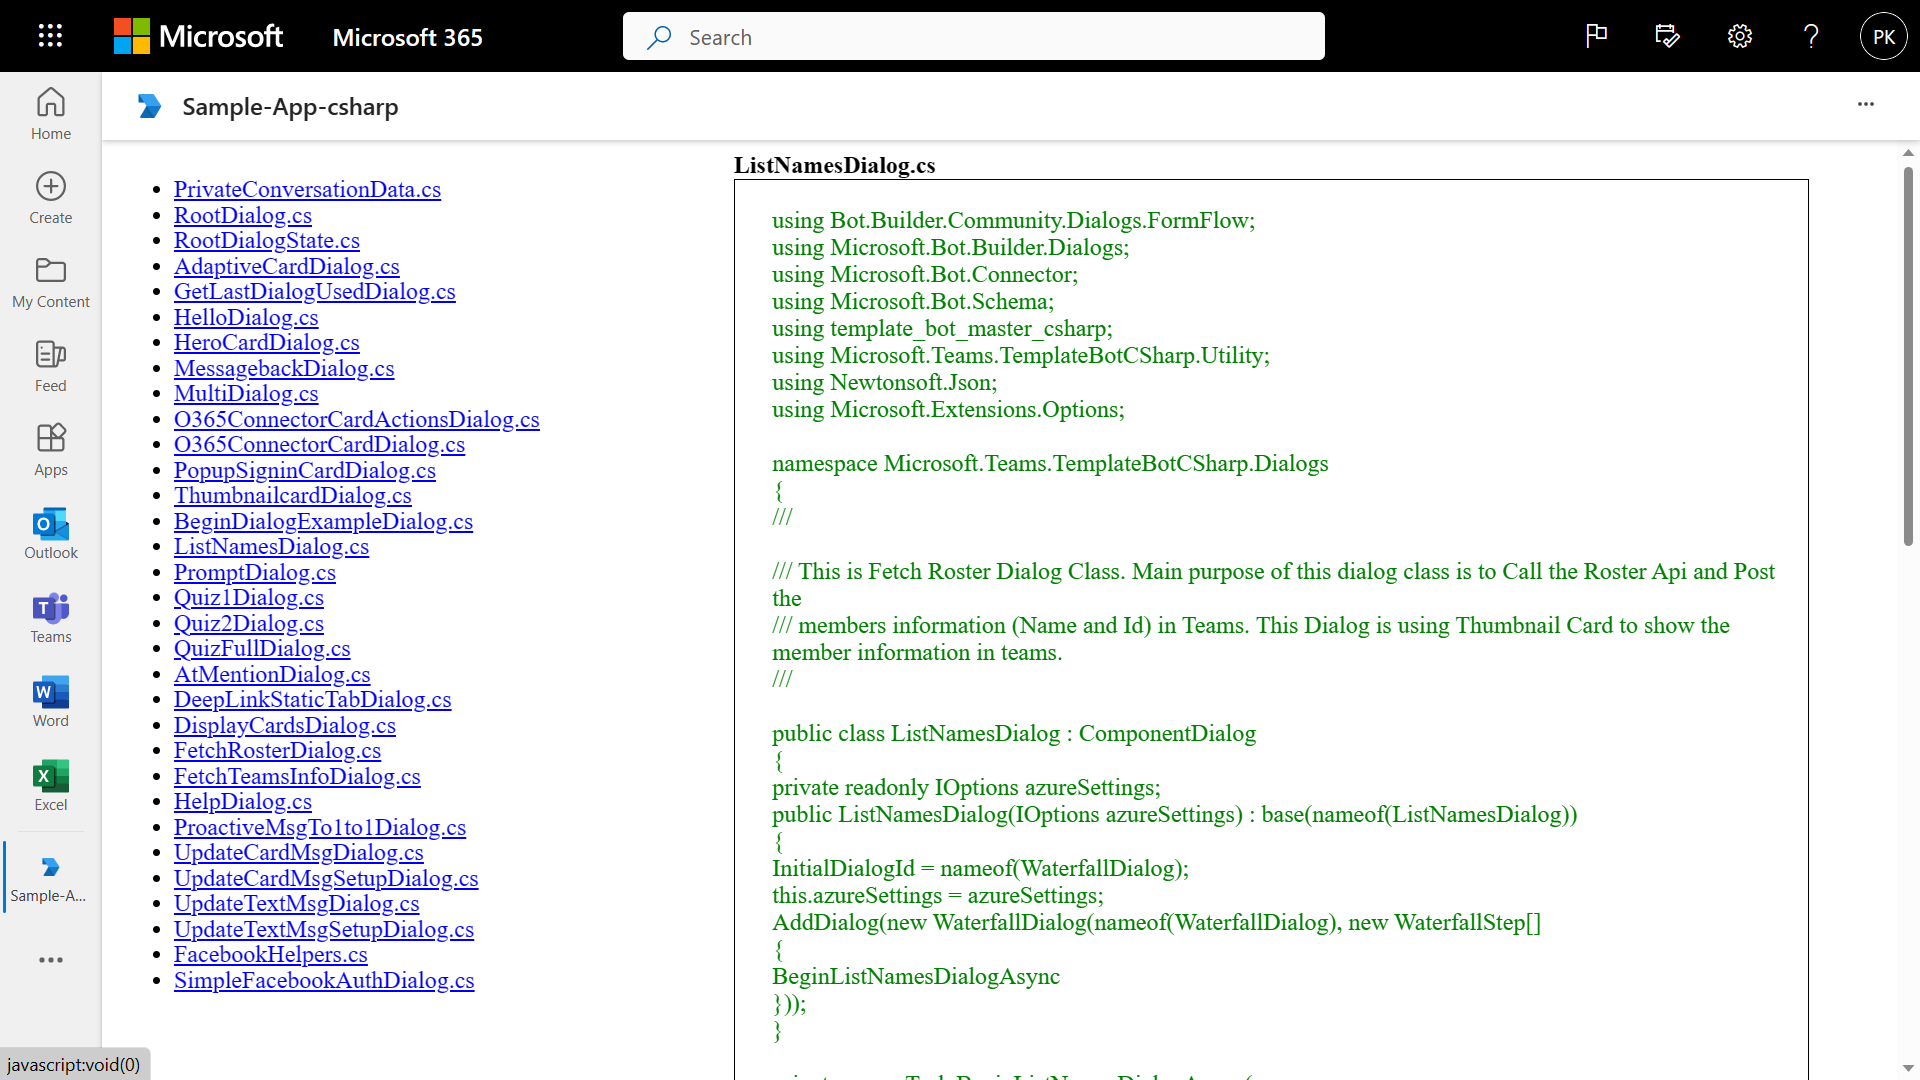 Microsoft
Microsoft 365
Search
PK
Home
Create
My Content
Feed
Apps
Outlook
Teams
Word
Excel
Sample-A...
Sample-App-csharp
PrivateConversationData.cs
RootDialog.cs
RootDialogState.cs
AdaptiveCardDialog.cs
GetLastDialogUsedDialog.cs
HelloDialog.cs
HeroCardDialog.cs
MessagebackDialog.cs
MultiDialog.cs
O365ConnectorCardActionsDialog.cs
O365ConnectorCardDialog.cs
PopupSigninCardDialog.cs
ThumbnailcardDialog.cs
BeginDialogExampleDialog.cs
ListNamesDialog.cs
PromptDialog.cs
Quiz1Dialog.cs
Quiz2Dialog.cs
QuizFullDialog.cs
AtMentionDialog.cs
DeepLinkStaticTabDialog.cs
DisplayCardsDialog.cs
FetchRosterDialog.cs
FetchTeamsInfoDialog.cs
HelpDialog.cs
ProactiveMsgTo1to1Dialog.cs
UpdateCardMsgDialog.cs
UpdateCardMsgSetupDialog.cs
UpdateTextMsgDialog.cs
UpdateTextMsgSetupDialog.cs
FacebookHelpers.cs
SimpleFacebookAuthDialog.cs
ListNamesDialog.cs
using Bot.Builder.Community.Dialogs.FormFlow;
using Microsoft.Bot.Builder.Dialogs;
using Microsoft.Bot.Connector;
using Microsoft.Bot.Schema;
using template_bot_master_csharp;
using Microsoft.Teams.TemplateBotCSharp.Utility;
using Newtonsoft.Json;
using Microsoft.Extensions.Options;
namespace Microsoft.Teams.TemplateBotCSharp.Dialogs
{
///
/// This is Fetch Roster Dialog Class. Main purpose of this dialog class is to Call the Roster Api and Post
the
/// members information (Name and Id) in Teams. This Dialog is using Thumbnail Card to show the
member information in teams.
///
public class ListNamesDialog : ComponentDialog
{
private readonly IOptions azureSettings;
public ListNamesDialog(IOptions azureSettings) : base(nameof(ListNamesDialog))
{
InitialDialogId = nameof(WaterfallDialog);
this.azureSettings = azureSettings;
AddDialog(new WaterfallDialog(nameof(WaterfallDialog), new WaterfallStep[]
{
BeginListNamesDialogAsync
}));
}
javascript:void(0)